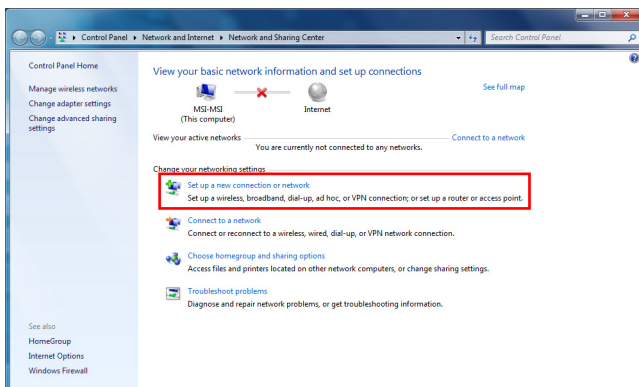 Control Panel ▸ Network and Internet ▸ Network and Sharing Center
Search Control Panel
Control Panel Home
Manage wireless networks
Change adapter settings
Change advanced sharing
settings
See also
HomeGroup
Internet Options
Windows Firewall
View your basic network information and set up connections
See full map
MSI-MSI
(This computer)
Internet
View your active networks
Connect to a network
You are currently not connected to any networks.
Change your networking settings
Set up a new connection or network
Set up a wireless, broadband, dial-up, ad hoc, or VPN connection; or set up a router or access point.
Connect to a network
Connect or reconnect to a wireless, wired, dial-up, or VPN network connection.
Choose homegroup and sharing options
Access files and printers located on other network computers, or change sharing settings.
Troubleshoot problems
Diagnose and repair network problems, or get troubleshooting information.